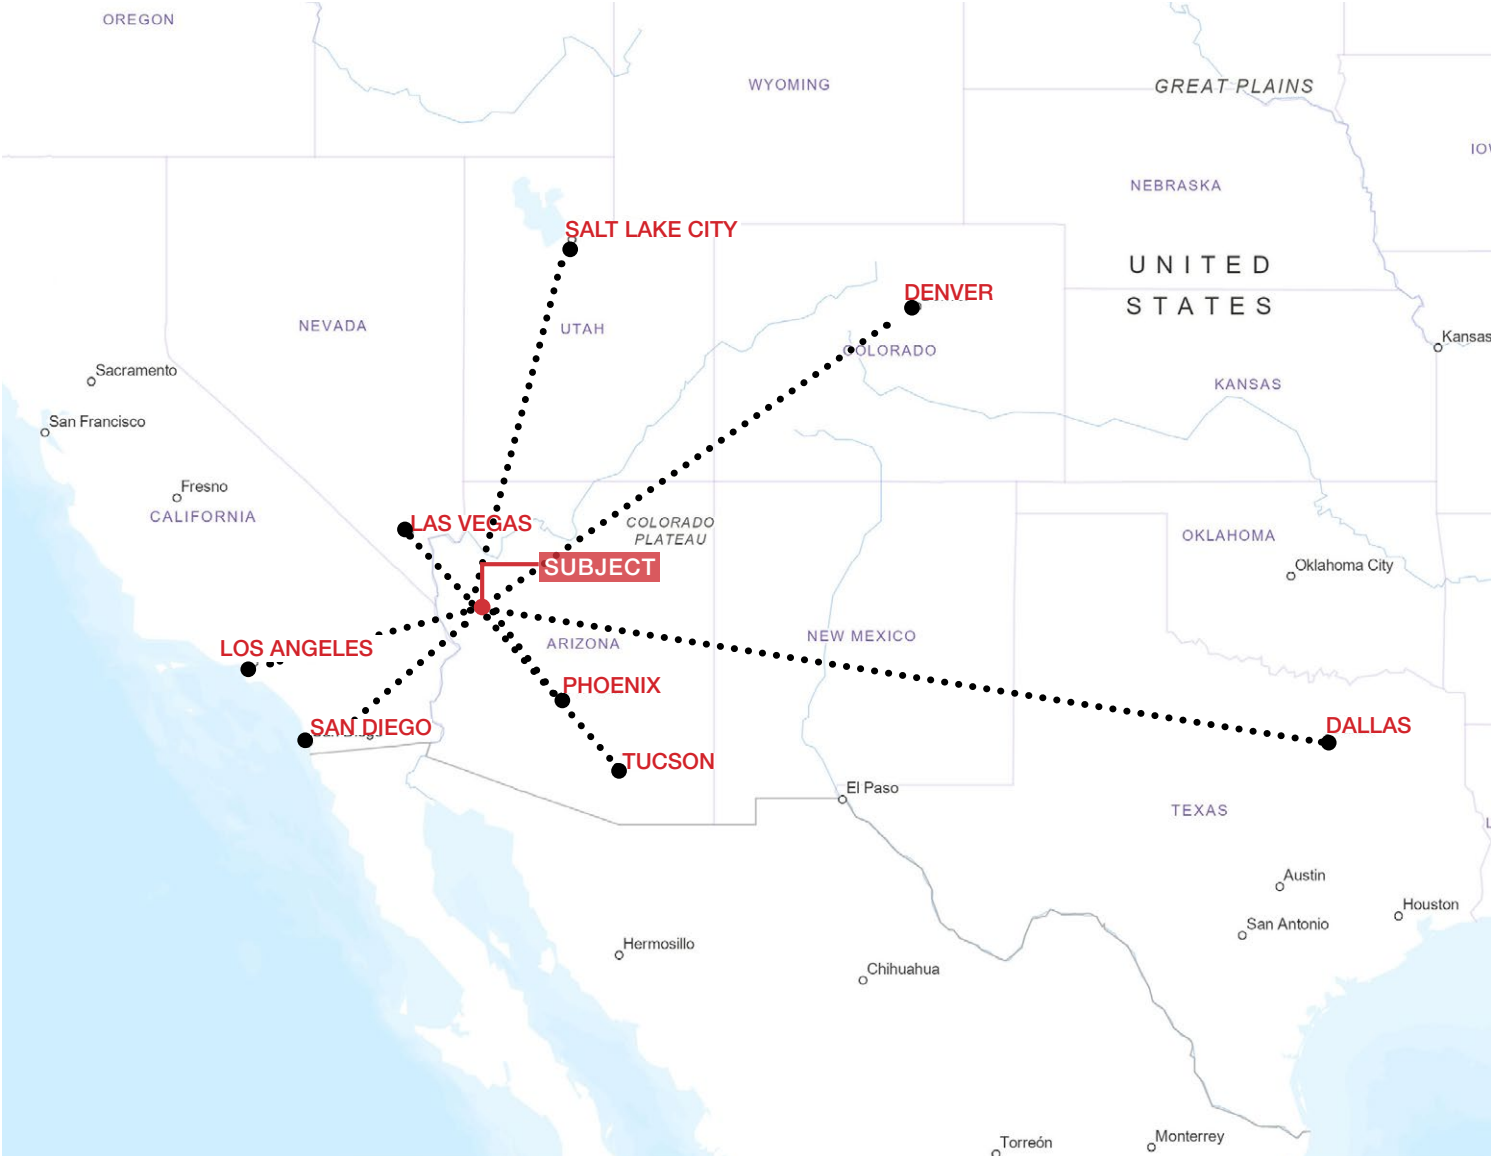 OREGON
WYOMING
GREAT PLAINS
NEBRASKA
SALT LAKE CITY
UNITED
STATES
DENVER
NEVADA
UTAH
COLORADO
Kansas
KANSAS
Sacramento
San Francisco
Fresno
CALIFORNIA
LAS VEGAS
COLORADO
PLATEAU
OKLAHOMA
Oklahoma City
SUBJECT
LOS ANGELES
ARIZONA
NEW MEXICO
PHOENIX
SAN DIEGO
DALLAS
TUCSON
El Paso
TEXAS
Austin
Houston
San Antonio
Hermosillo
Chihuahua
Torreón
Monterrey